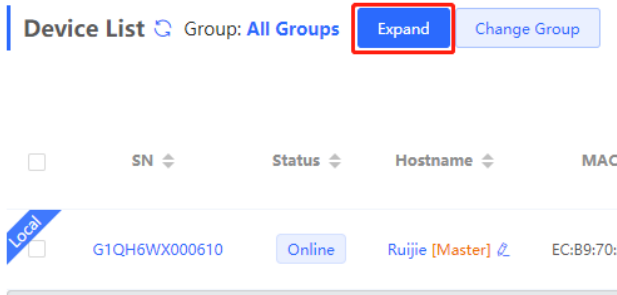 Device List Group: All Groups Expand Change Group
SN Status Hostname MAC
Local
G1QH6WX000610 Online Ruijie [Master] EC:B9:70: